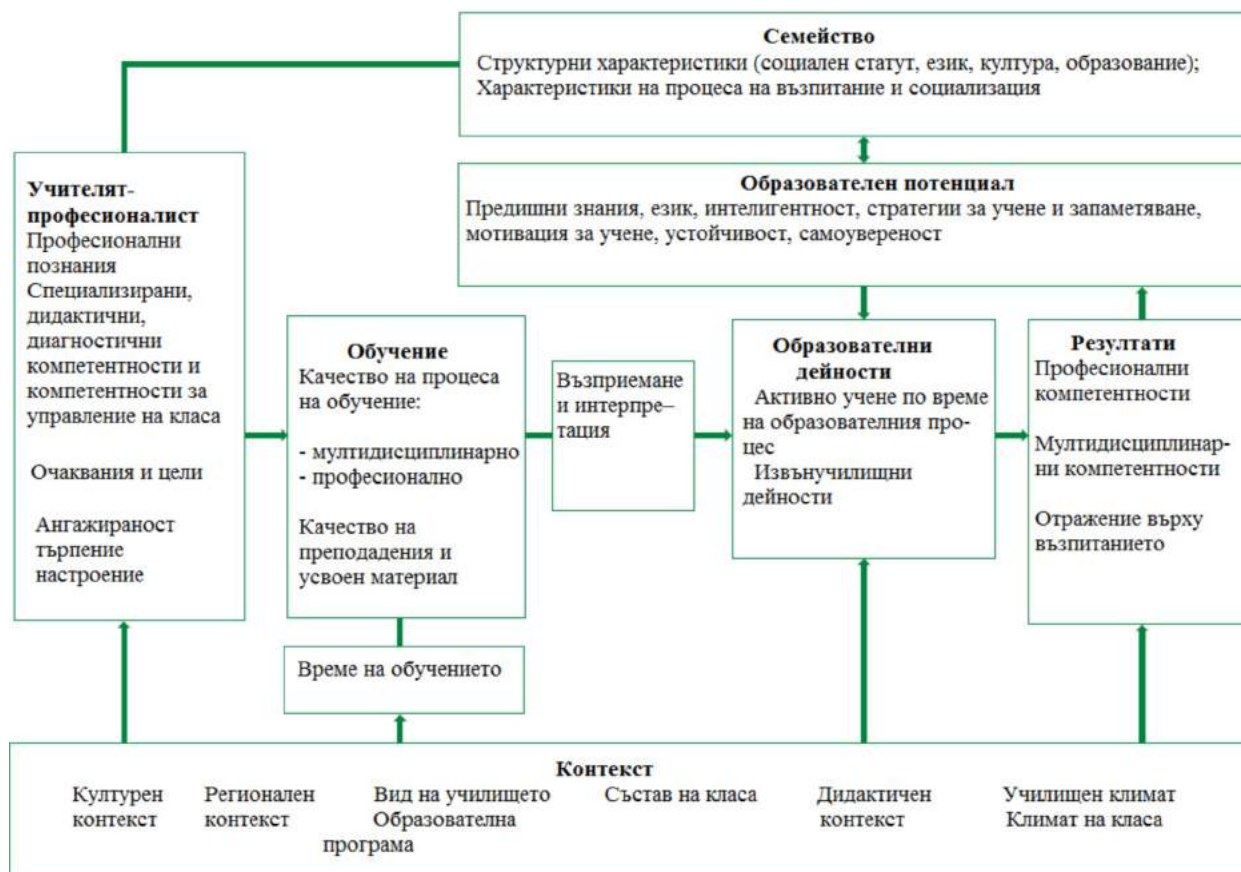 Семейство
Структурни характеристики (социален статут, език, култура, образование);
Характеристики на процеса на възпитание и социализация
Образователен потенциал
Предишни знания, език, интелигентност, стратегии за учене и запаметяване,
мотивация за учене, устойчивост, самоувереност
Учителят-
професионалист
Професионални
познания
Специализирани,
дидактични,
диагностични
компетентности и
компетентности за
управление на класа
Очаквания и цели
Ангажираност
търпение
настроение
Обучение
Качество на процеса
на обучение:
- мултидисциплинарно
- професионално
Качество на
преподадения и
усвоен материал
Време на обучението
Възприемане
и интерпре–
тация
Образователни
дейности
Активно учене по време
на образователния про-
цес
Извънучилищни
дейности
Резултати
Професионални
компетентности
Мултидисциплинар-
ни компетентности
Отражение върху
възпитанието
Контекст
Културен
контекст
Регионален
контекст
Вид на училището
Образователна
програма
Състав на класа
Дидактичен
контекст
Училищен климат
Климат на класа